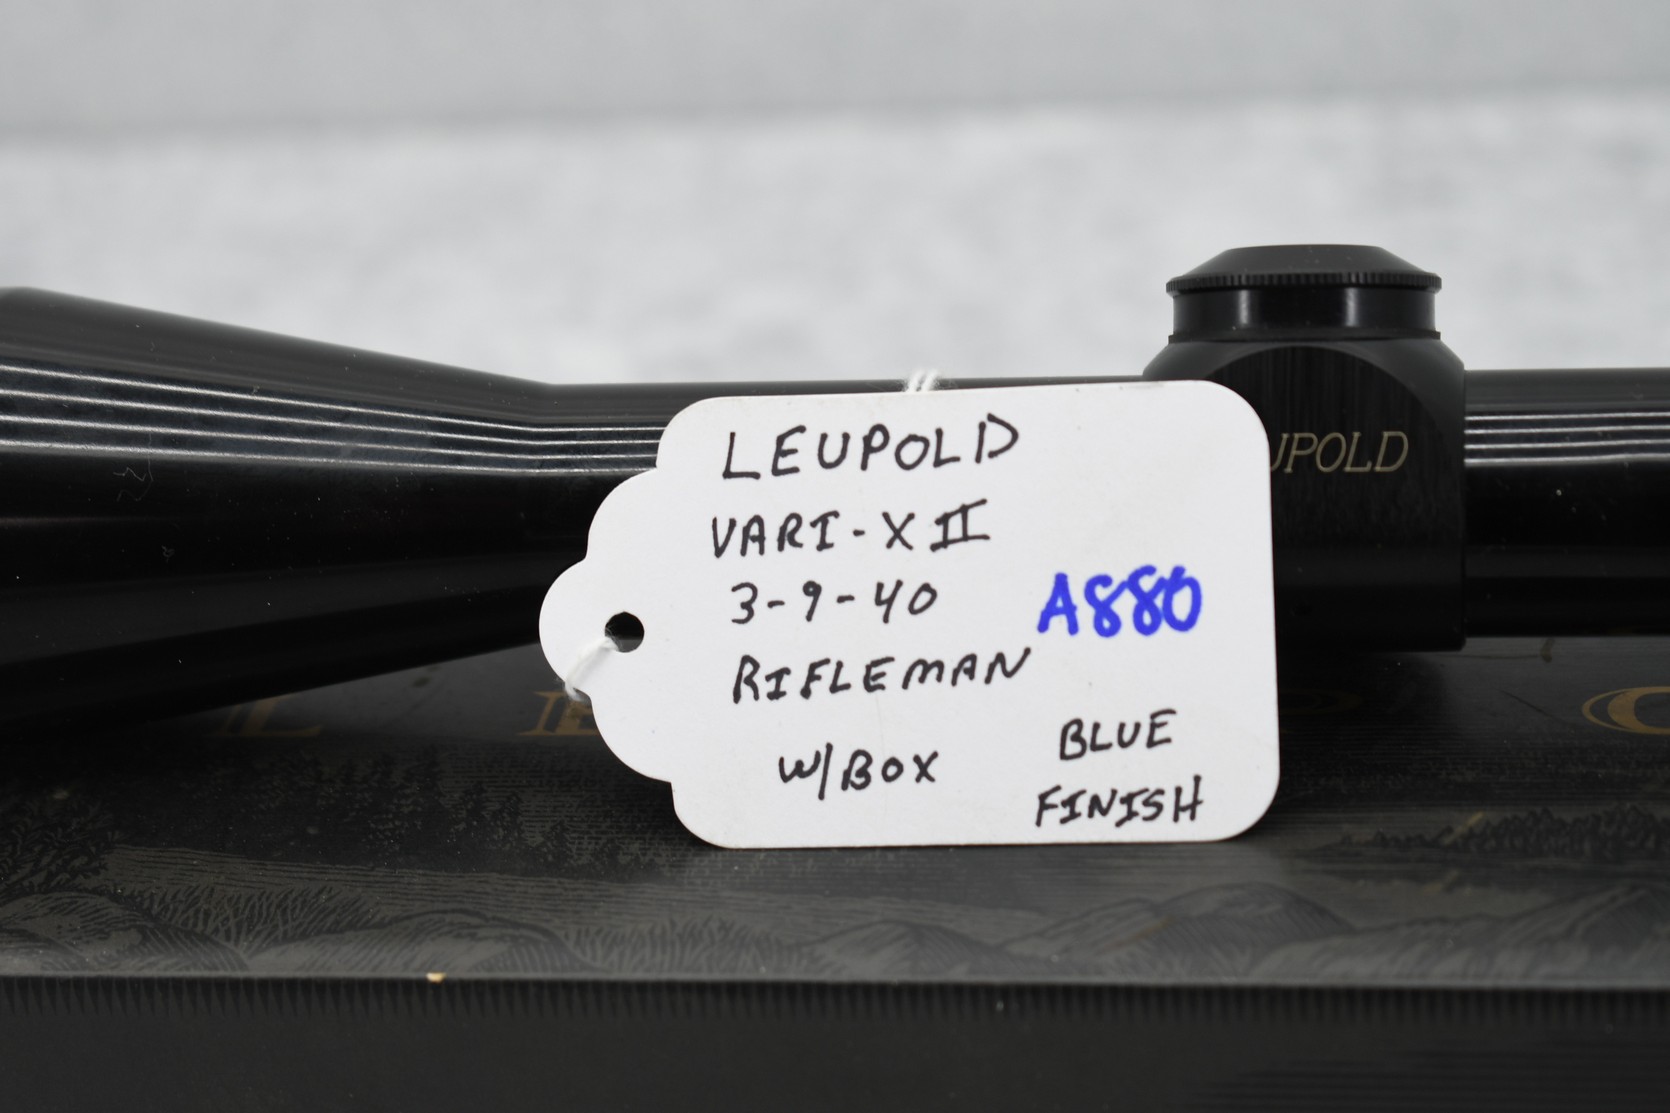 LEUPOLD
VARI-X II
3-9-40
A880
RIFLEMAN
W/BOX
BLUE
FINISH
UPOLD